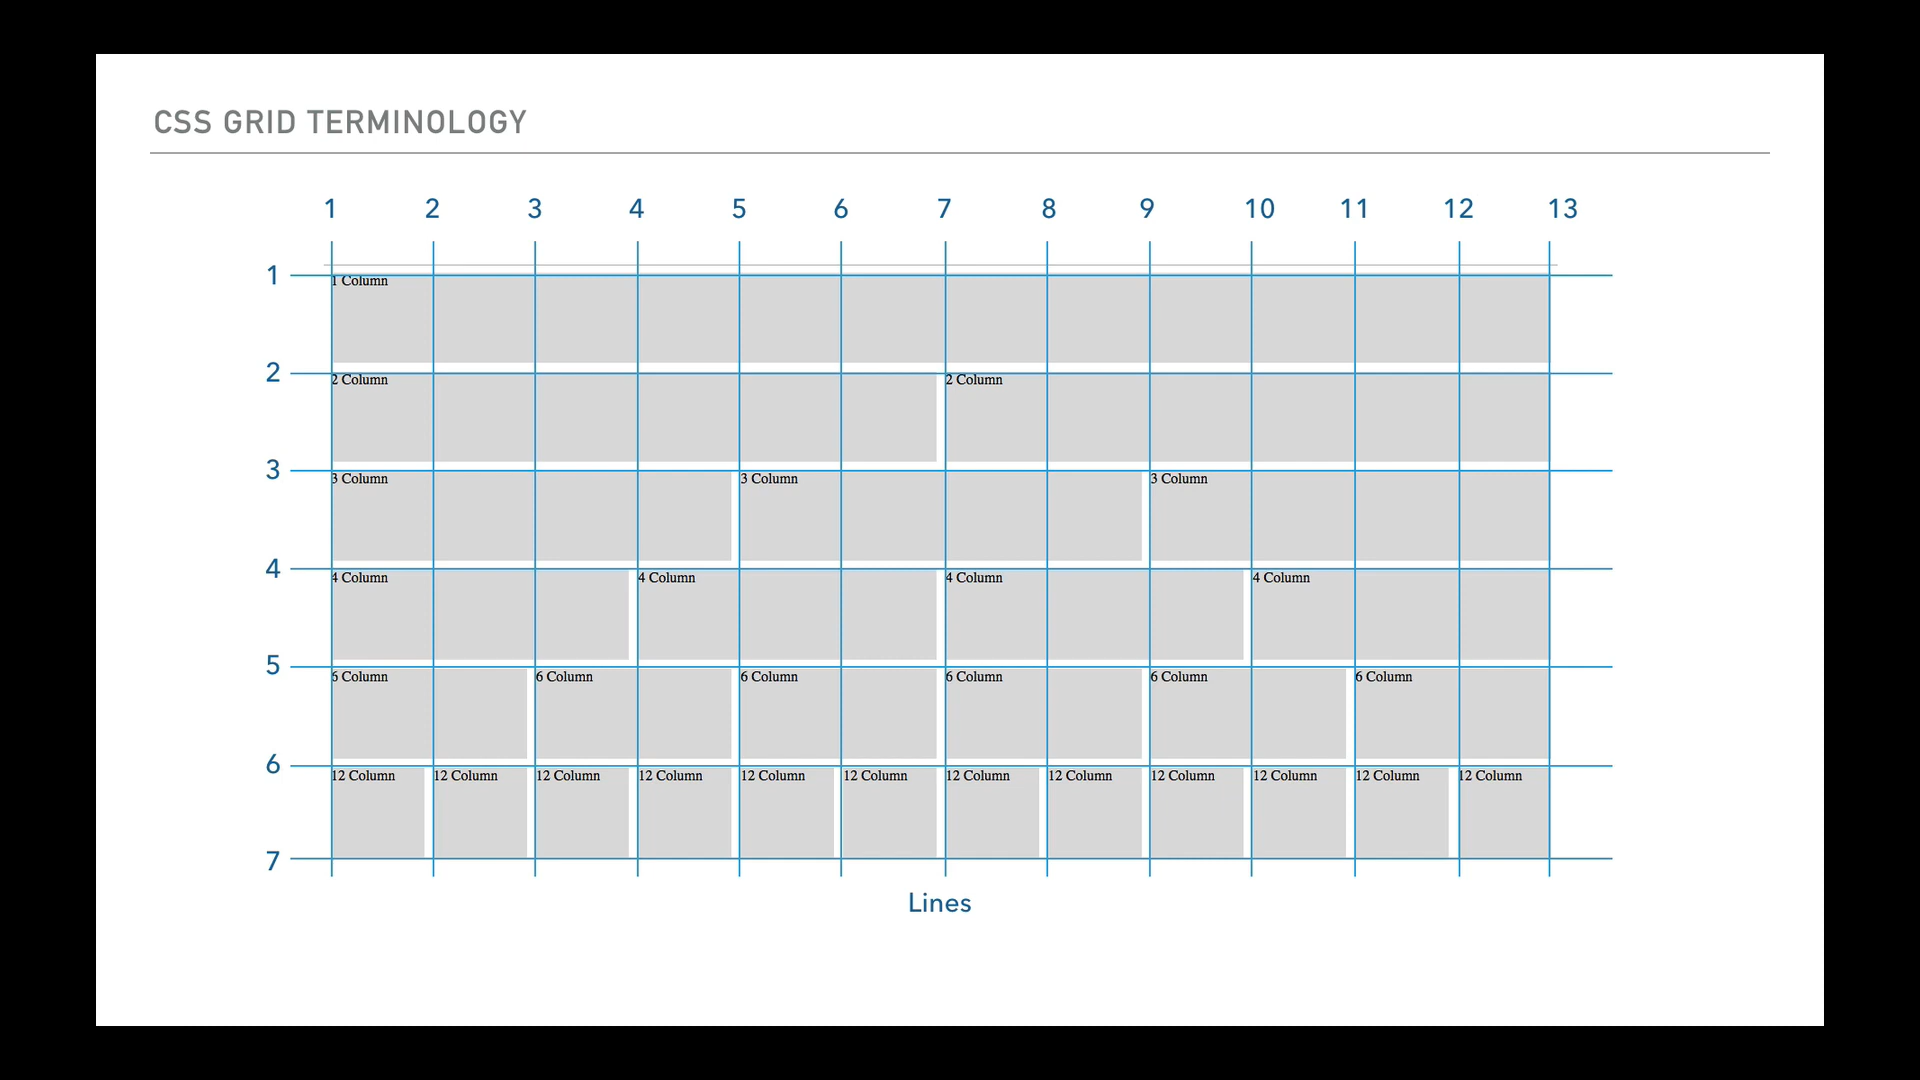 CSS GRID TERMINOLOGY
1 2 3 4 5 6 7 8 9 10 11 12 13
1
1 Column
2
2 Column 2 Column
3
3 Column 3 Column 3 Column
4
4 Column 4 Column 4 Column 4 Column
5
6 Column 6 Column 6 Column 6 Column 6 Column 6 Column
6
12 Column 12 Column 12 Column 12 Column 12 Column 12 Column 12 Column 12 Column 12 Column 12 Column 12 Column 12 Column
7
Lines